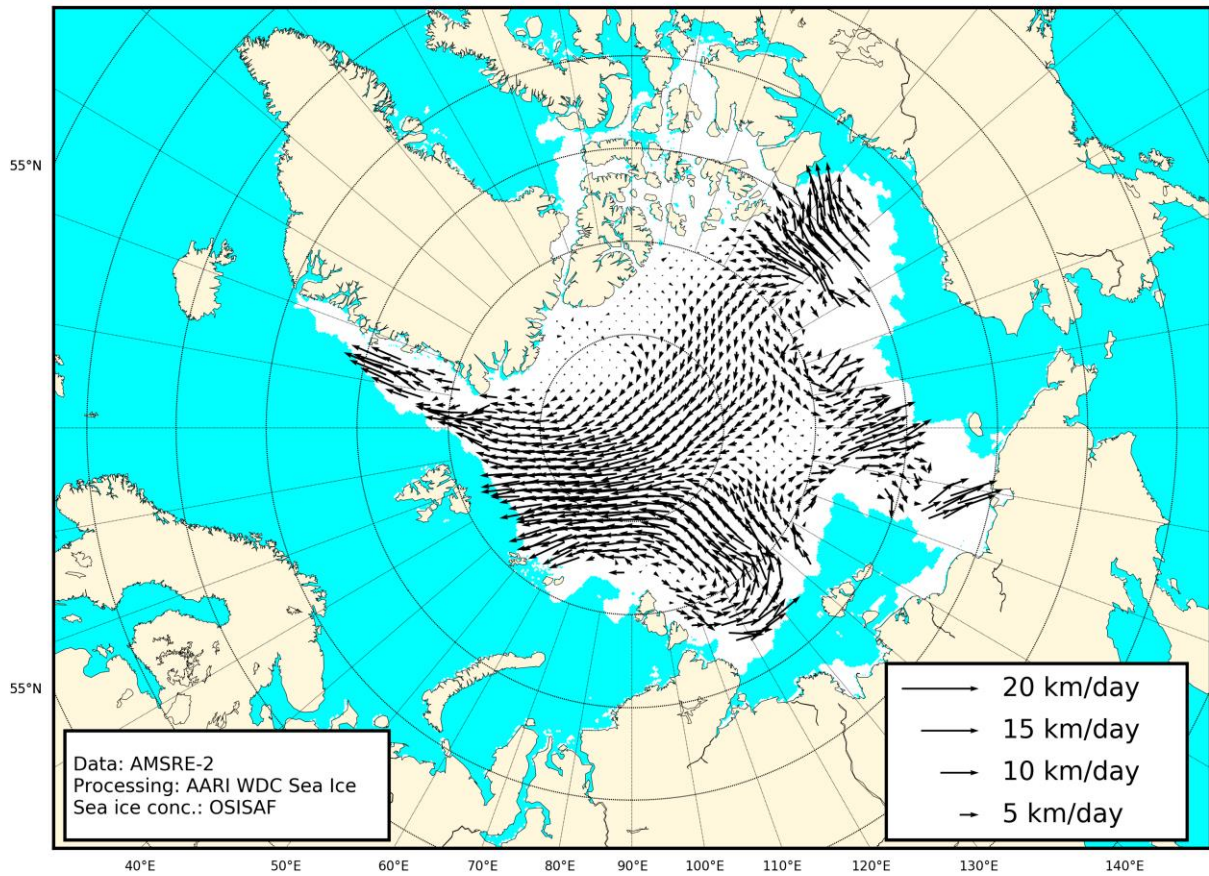 55°N
55°N
20 km/day
15 km/day
10 km/day
5 km/day
Data: AMSRE-2
Processing: AARI WDC Sea Ice
Sea ice conc.: OSISAF
40°E 50°E 60°E 70°E 80°E 90°E 100°E 110°E 120°E 130°E 140°E